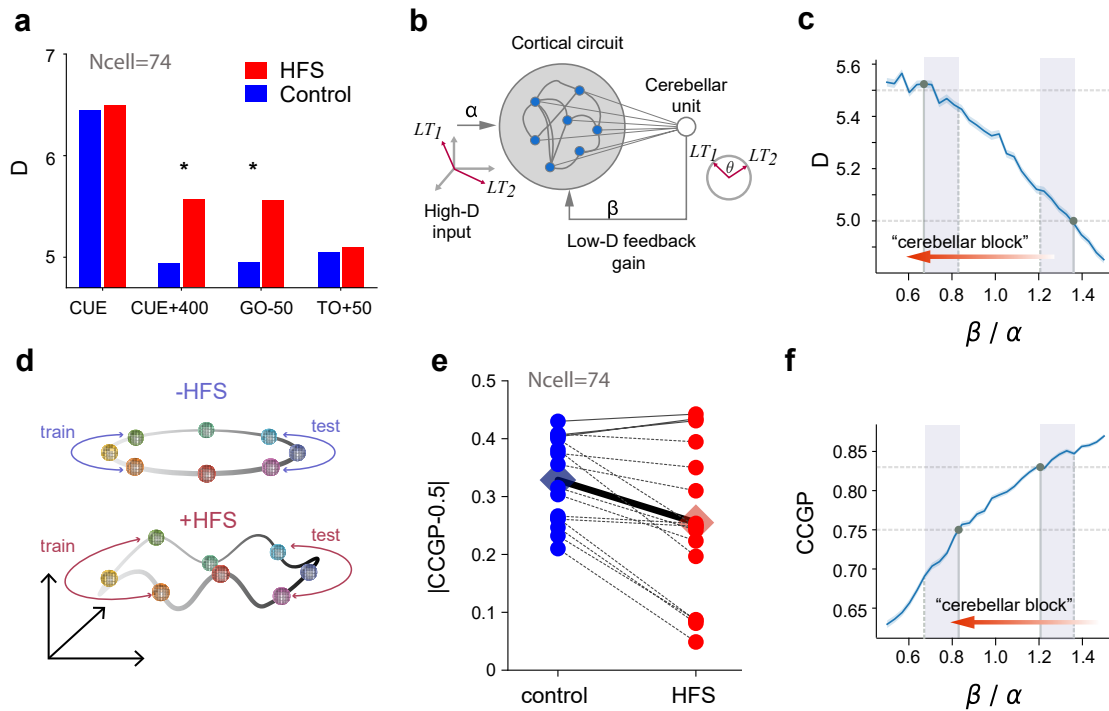 a
7
6
5
D
Ncell=74
HFS
Control
*
*
CUE
CUE+400
GO-50
TO+50
b
Cortical circuit
Cerebellar
unit
α
LT1
LT2
High-D
input
β
Low-D feedback
gain
LT1
LT2
θ
c
5.6
5.4
5.2
5.0
D
“cerebellar block”
0.6
0.8
1.0
1.2
1.4
β / α
d
-HFS
train
test
+HFS
train
test
e
0.5
0.4
0.3
0.2
0.1
0
|CCGP-0.5|
Ncell=74
control
HFS
f
0.85
0.80
0.75
0.70
0.65
CCGP
“cerebellar block”
0.6
0.8
1.0
1.2
1.4
β / α